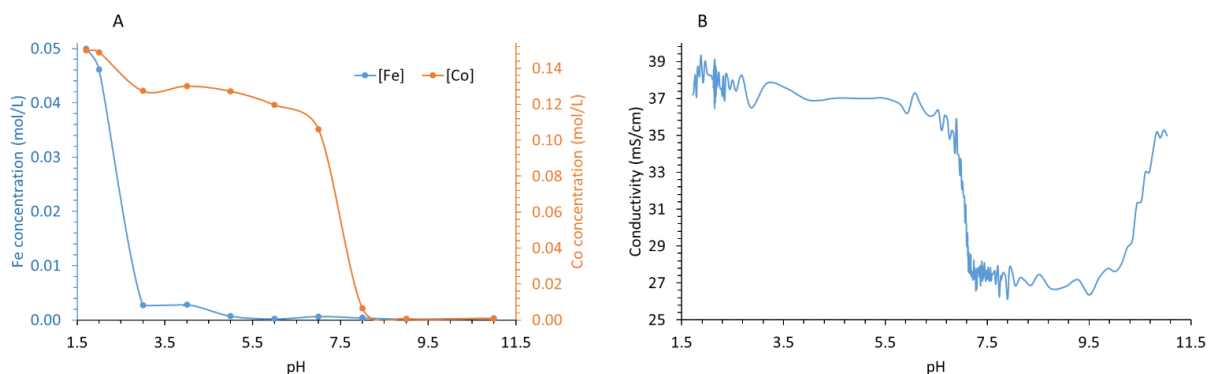 A
B
0.05
0.04
0.03
0.02
0.01
0.00
Fe concentration (mol/L)
[Fe]
[Co]
0.14
0.12
0.10
0.08
0.06
0.04
0.02
0.00
Co concentration (mol/L)
1.5 3.5 5.5 7.5 9.5 11.5
pH
39
37
35
33
31
29
27
25
Conductivity (mS/cm)
1.5 3.5 5.5 7.5 9.5 11.5
pH